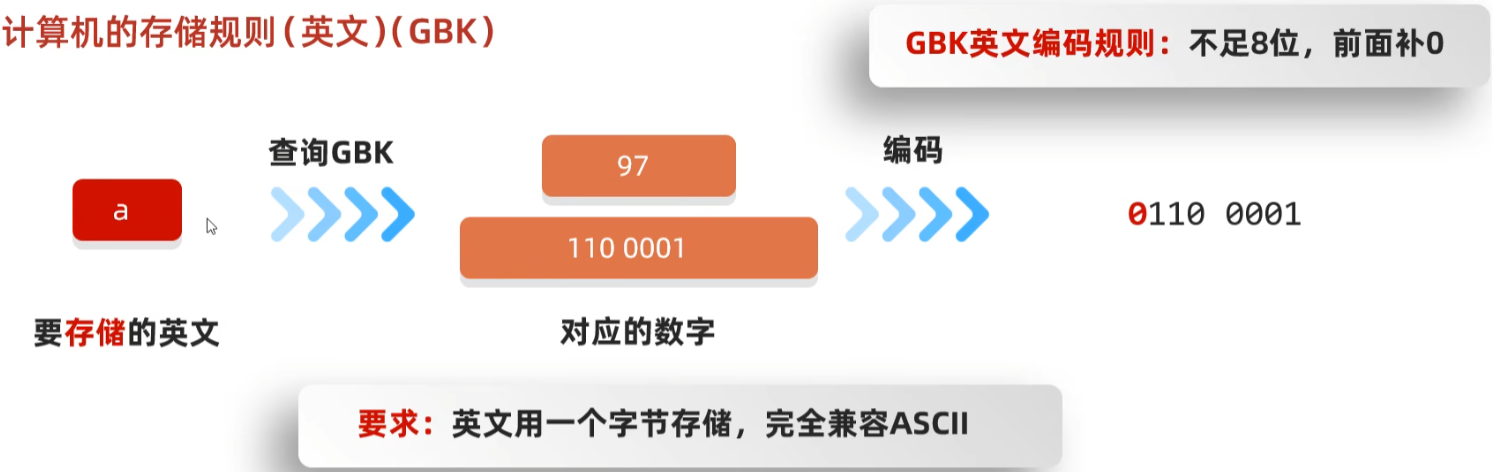 计算机的存储规则(英文)(GBK)
GBK英文编码规则：不足8位，前面补0
查询GBK
97
编码
a
110 0001
0110 0001
要存储的英文
对应的数字
要求：英文用一个字节存储，完全兼容ASCII